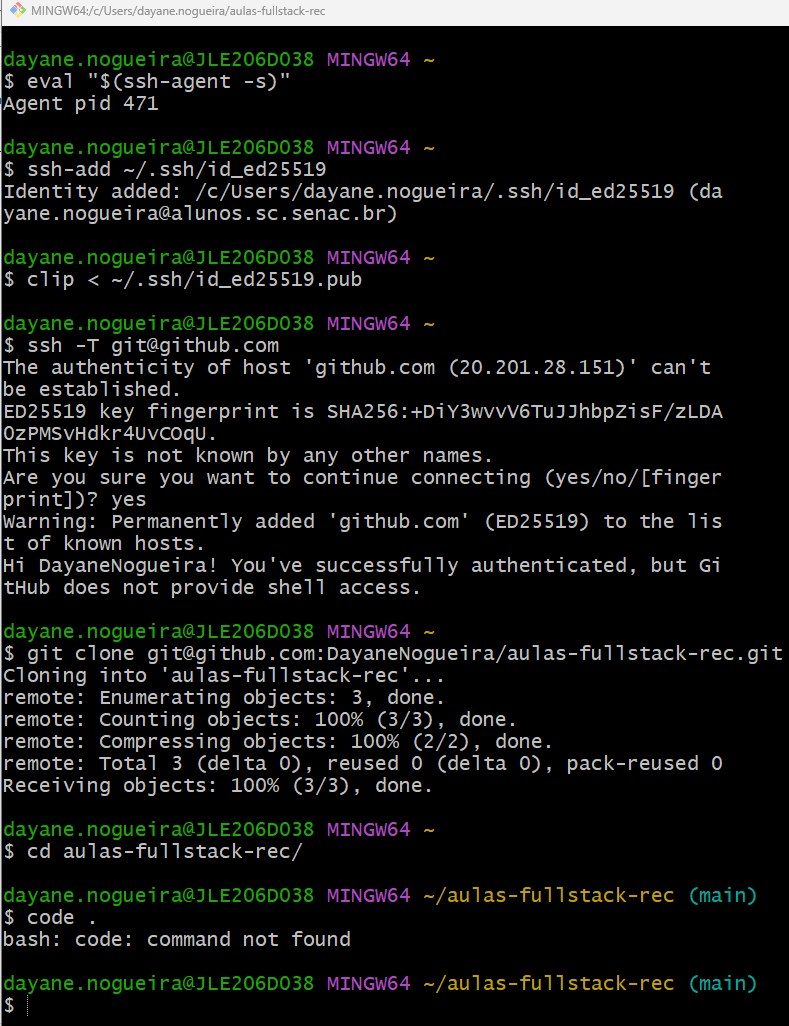 MINGW64:/c/Users/dayane.nogueira/aulas-fullstack-rec
dayane.nogueira@JLE206D038 MINGW64 ~
$ eval "$(ssh-agent -s)"
Agent pid 471
dayane.nogueira@JLE206D038 MINGW64 ~
$ ssh-add ~/.ssh/id_ed25519
Identity added: /c/Users/dayane.nogueira/.ssh/id_ed25519 (da
yane.nogueira@alunos.sc.senac.br)
dayane.nogueira@JLE206D038 MINGW64 ~
$ clip < ~/.ssh/id_ed25519.pub
dayane.nogueira@JLE206D038 MINGW64 ~
$ ssh -T git@github.com
The authenticity of host 'github.com (20.201.28.151)' can't
be established.
ED25519 key fingerprint is SHA256:+DiY3wvvV6TuJJhbpZisF/zLDA
0zPMSvHdkr4UvCOqU.
This key is not known by any other names.
Are you sure you want to continue connecting (yes/no/[finger
print])? yes
Warning: Permanently added 'github.com' (ED25519) to the lis
t of known hosts.
Hi DayaneNogueira! You've successfully authenticated, but Gi
tHub does not provide shell access.
dayane.nogueira@JLE206D038 MINGW64 ~
$ git clone git@github.com:DayaneNogueira/aulas-fullstack-rec.git
Cloning into 'aulas-fullstack-rec'...
remote: Enumerating objects: 3, done.
remote: Counting objects: 100% (3/3), done.
remote: Compressing objects: 100% (2/2), done.
remote: Total 3 (delta 0), reused 0 (delta 0), pack-reused 0
Receiving objects: 100% (3/3), done.
dayane.nogueira@JLE206D038 MINGW64 ~
$ cd aulas-fullstack-rec/
dayane.nogueira@JLE206D038 MINGW64 ~/aulas-fullstack-rec (main)
$ code .
bash: code: command not found
dayane.nogueira@JLE206D038 MINGW64 ~/aulas-fullstack-rec (main)
$